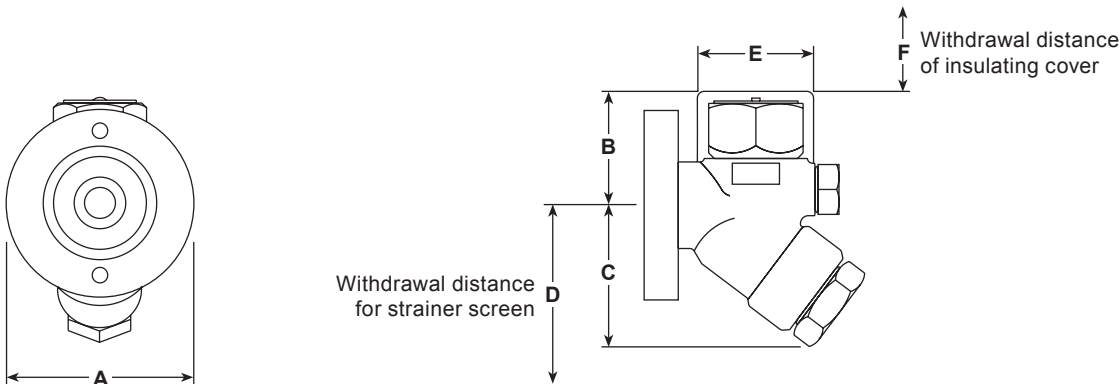 F
Withdrawal distance
of insulating cover
E
B
Withdrawal distance
for strainer screen
D
C
A